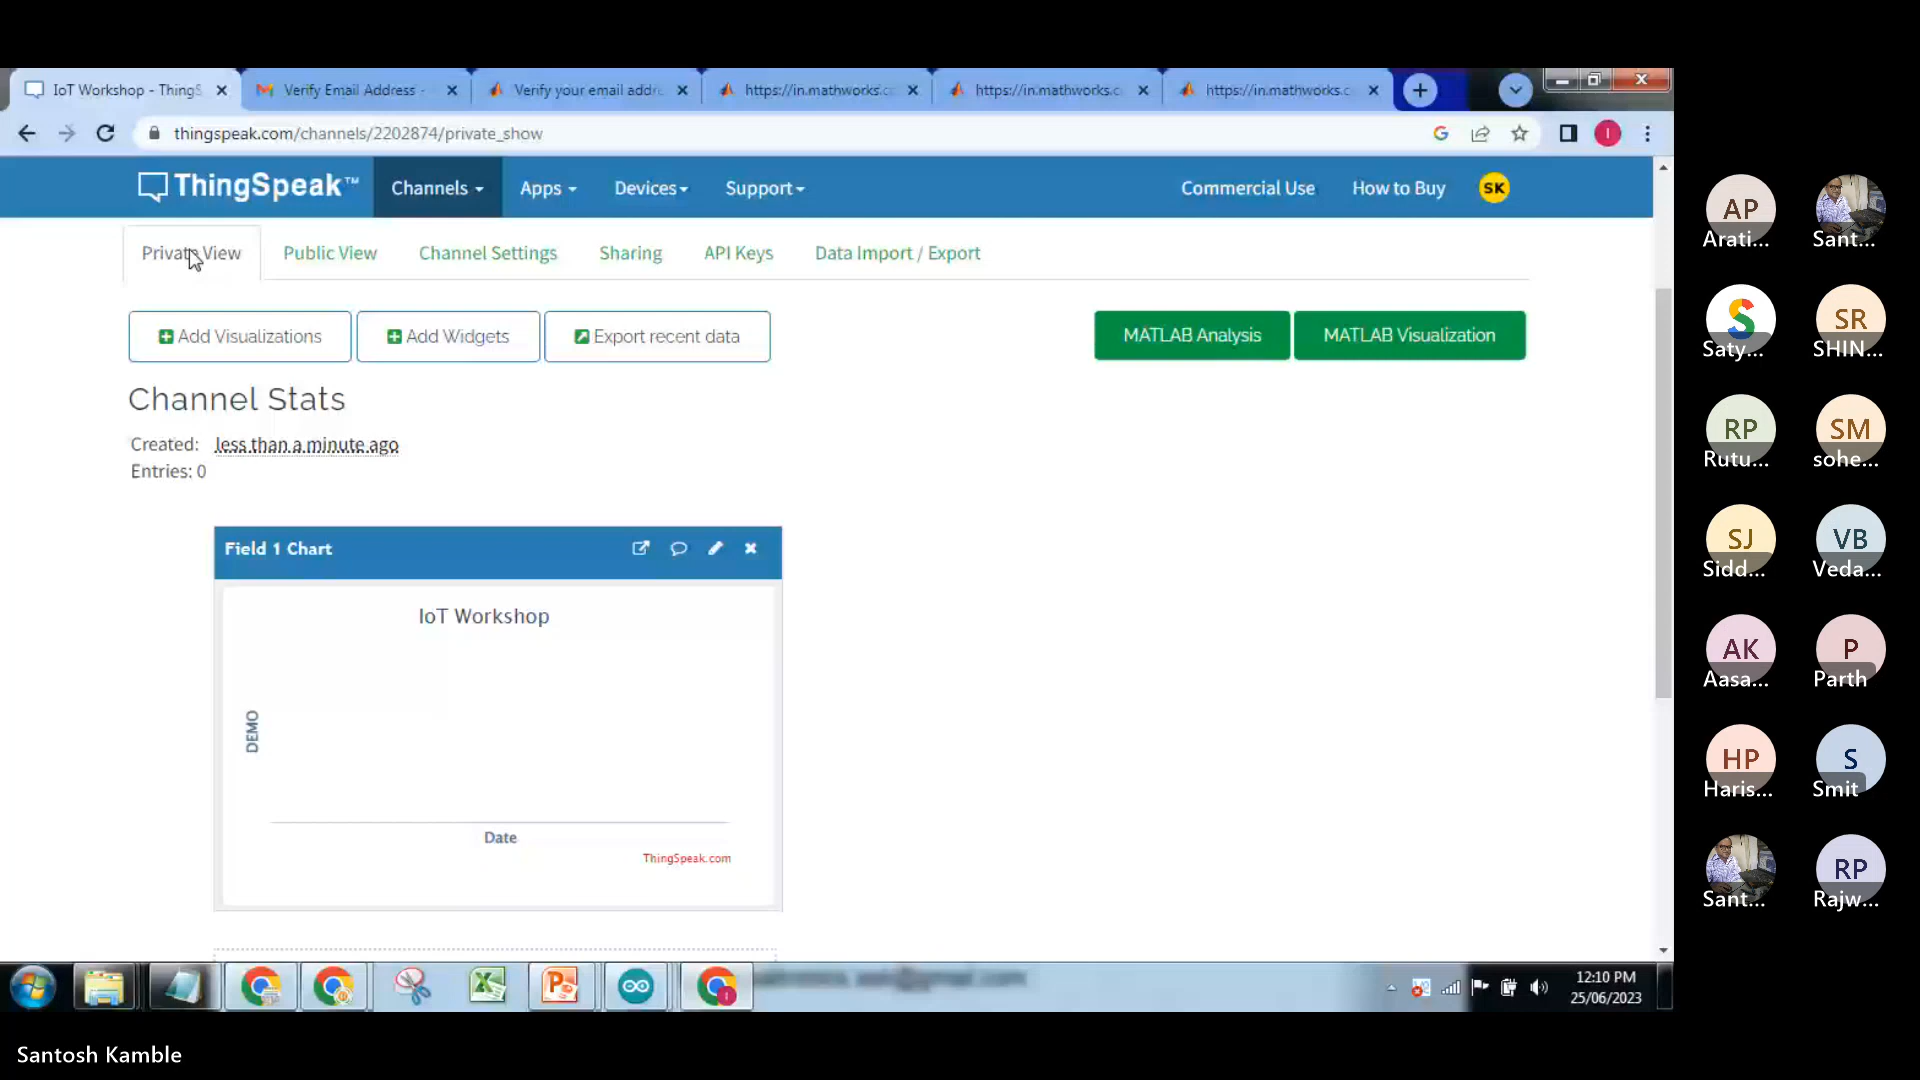 IoT Workshop - ThingS
Verify Email Address -
Verify your email addre
https://in.mathworks.c
https://in.mathworks.c
https://in.mathworks.c
thingspeak.com/channels/2202874/private_show
ThingSpeak™
Channels
Apps
Devices
Support
Commercial Use
How to Buy
SK
Private View
Public View
Channel Settings
Sharing
API Keys
Data Import / Export
Add Visualizations
Add Widgets
Export recent data
MATLAB Analysis
MATLAB Visualization
Channel Stats
Created: less than a minute ago
Entries: 0
Field 1 Chart
IoT Workshop
DEMO
Date
ThingSpeak.com
12:10 PM
25/06/2023
AP
Arati...
Sant...
Saty...
SR
SHIN...
RP
Rutu...
SM
sohe...
SJ
Sidd...
VB
Veda...
AK
Aasa...
P
Parth
HP
Haris...
S
Smit
Sant...
RP
Rajw...
Santosh Kamble